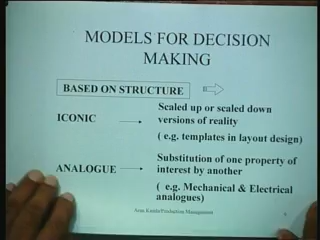 MODELS FOR DECISION
MAKING
BASED ON STRUCTURE
ICONIC
Scaled up or scaled down
versions of reality
( e.g. templates in layout design)
ANALOGUE
Substitution of one property of
interest by another
( e.g. Mechanical & Electrical
analogues)